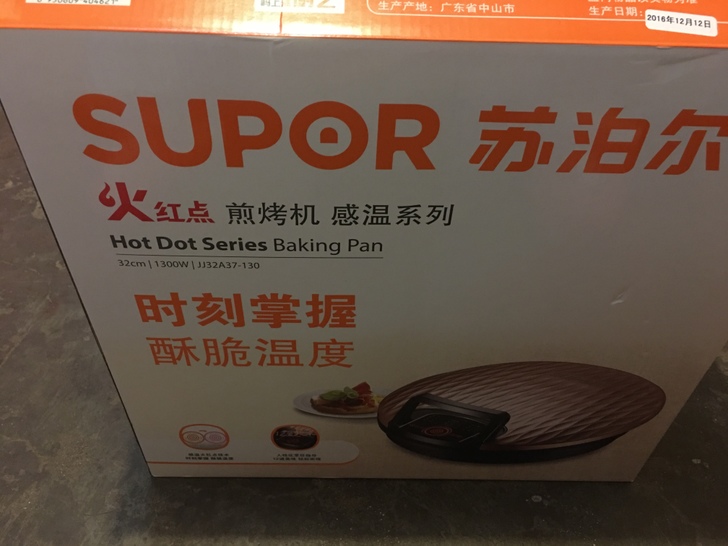 生产产地：广东省中山市
生产日期：
2016年12月12日
SUPOR 苏泊尔
火红点 煎烤机 感温系列
Hot Dot Series Baking Pan
32cm | 1300W | JJ32A37-130
时刻掌握
酥脆温度